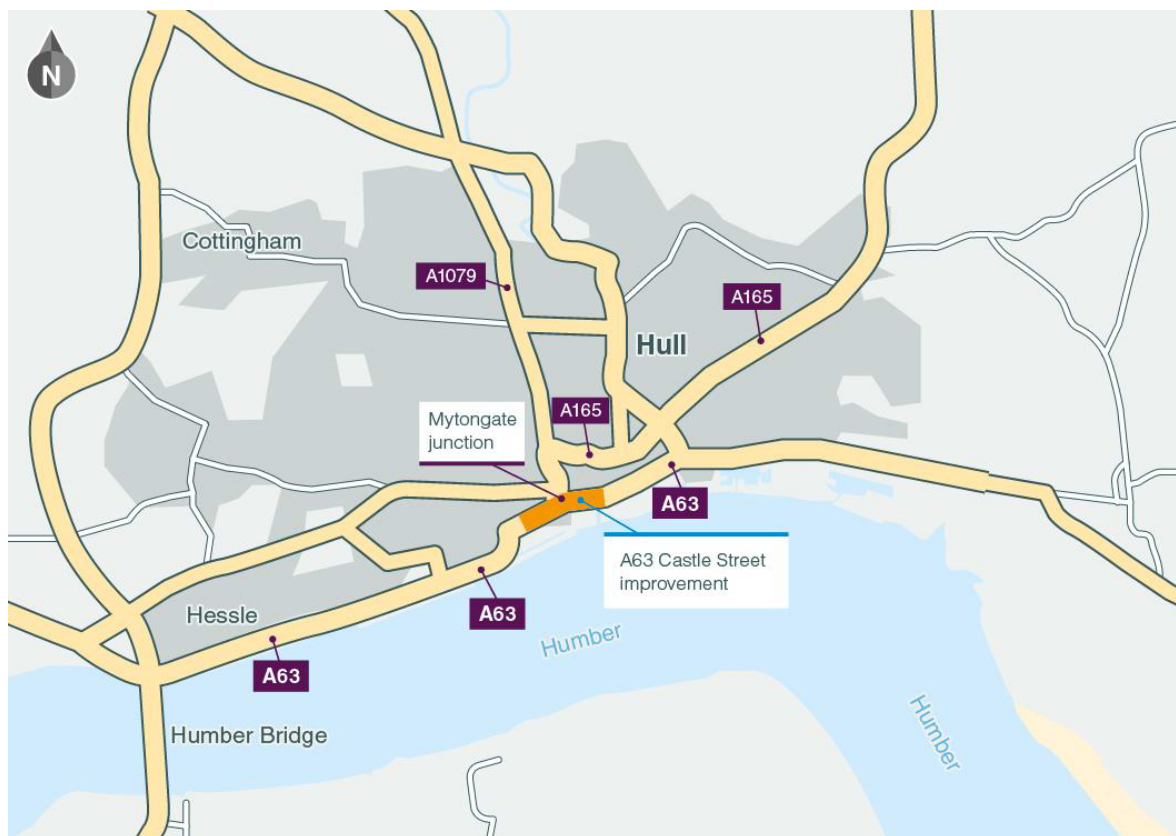 N
Cottingham
A1079
A165
Hull
Mytongate
junction
A165
A63
A63 Castle Street
improvement
A63
Hessle
A63
Humber
Humber Bridge
Humber